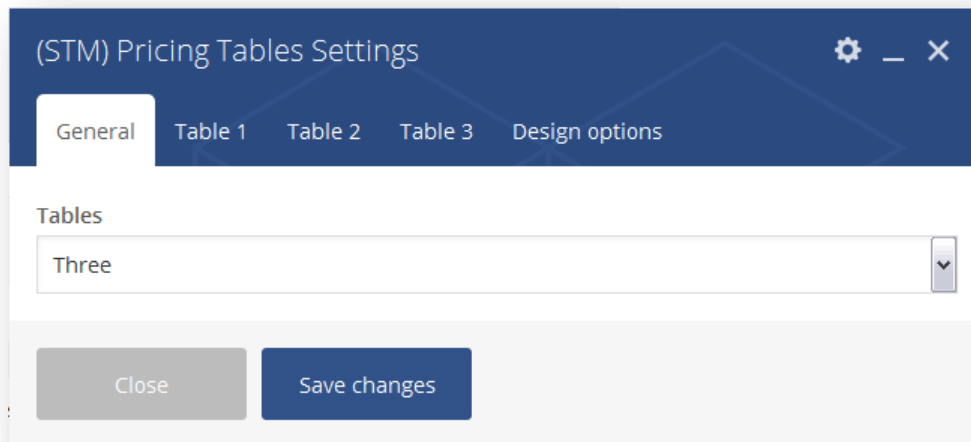 (STM) Pricing Tables Settings
General Table 1 Table 2 Table 3 Design options
Tables
Three
Close Save changes